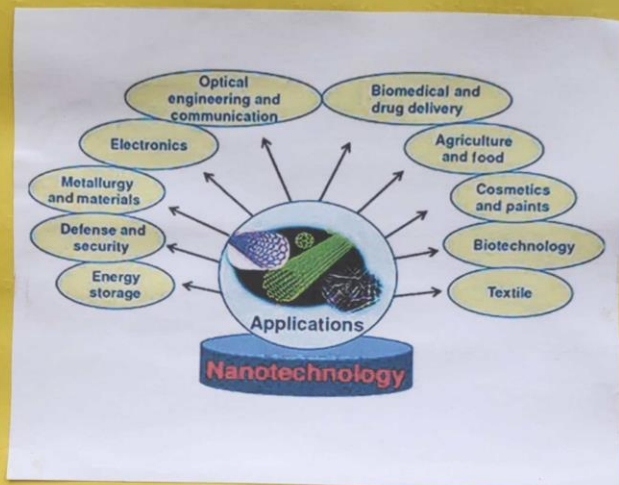 Optical
engineering and
communication
Biomedical and
drug delivery
Electronics
Agriculture
and food
Metallurgy
and materials
Cosmetics
and paints
Defense and
security
Biotechnology
Energy
storage
Textile
Applications
Nanotechnology